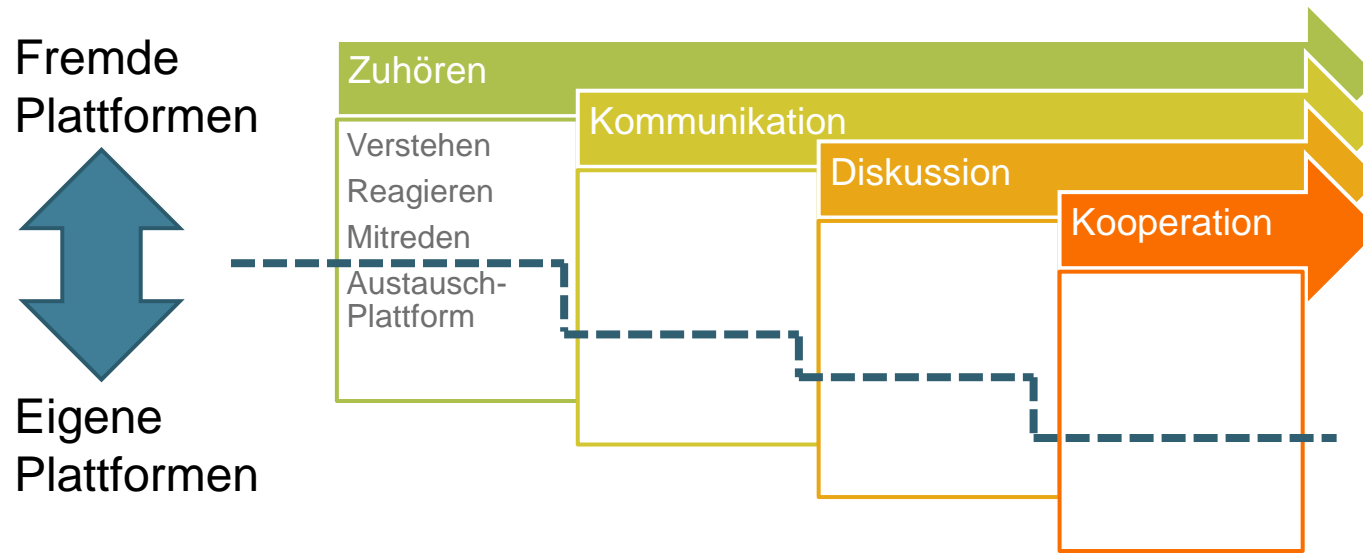 Fremde
Plattformen
Zuhören
Kommunikation
Diskussion
Kooperation
Verstehen
Reagieren
Mitreden
Austausch-
Plattform
Eigene
Plattformen